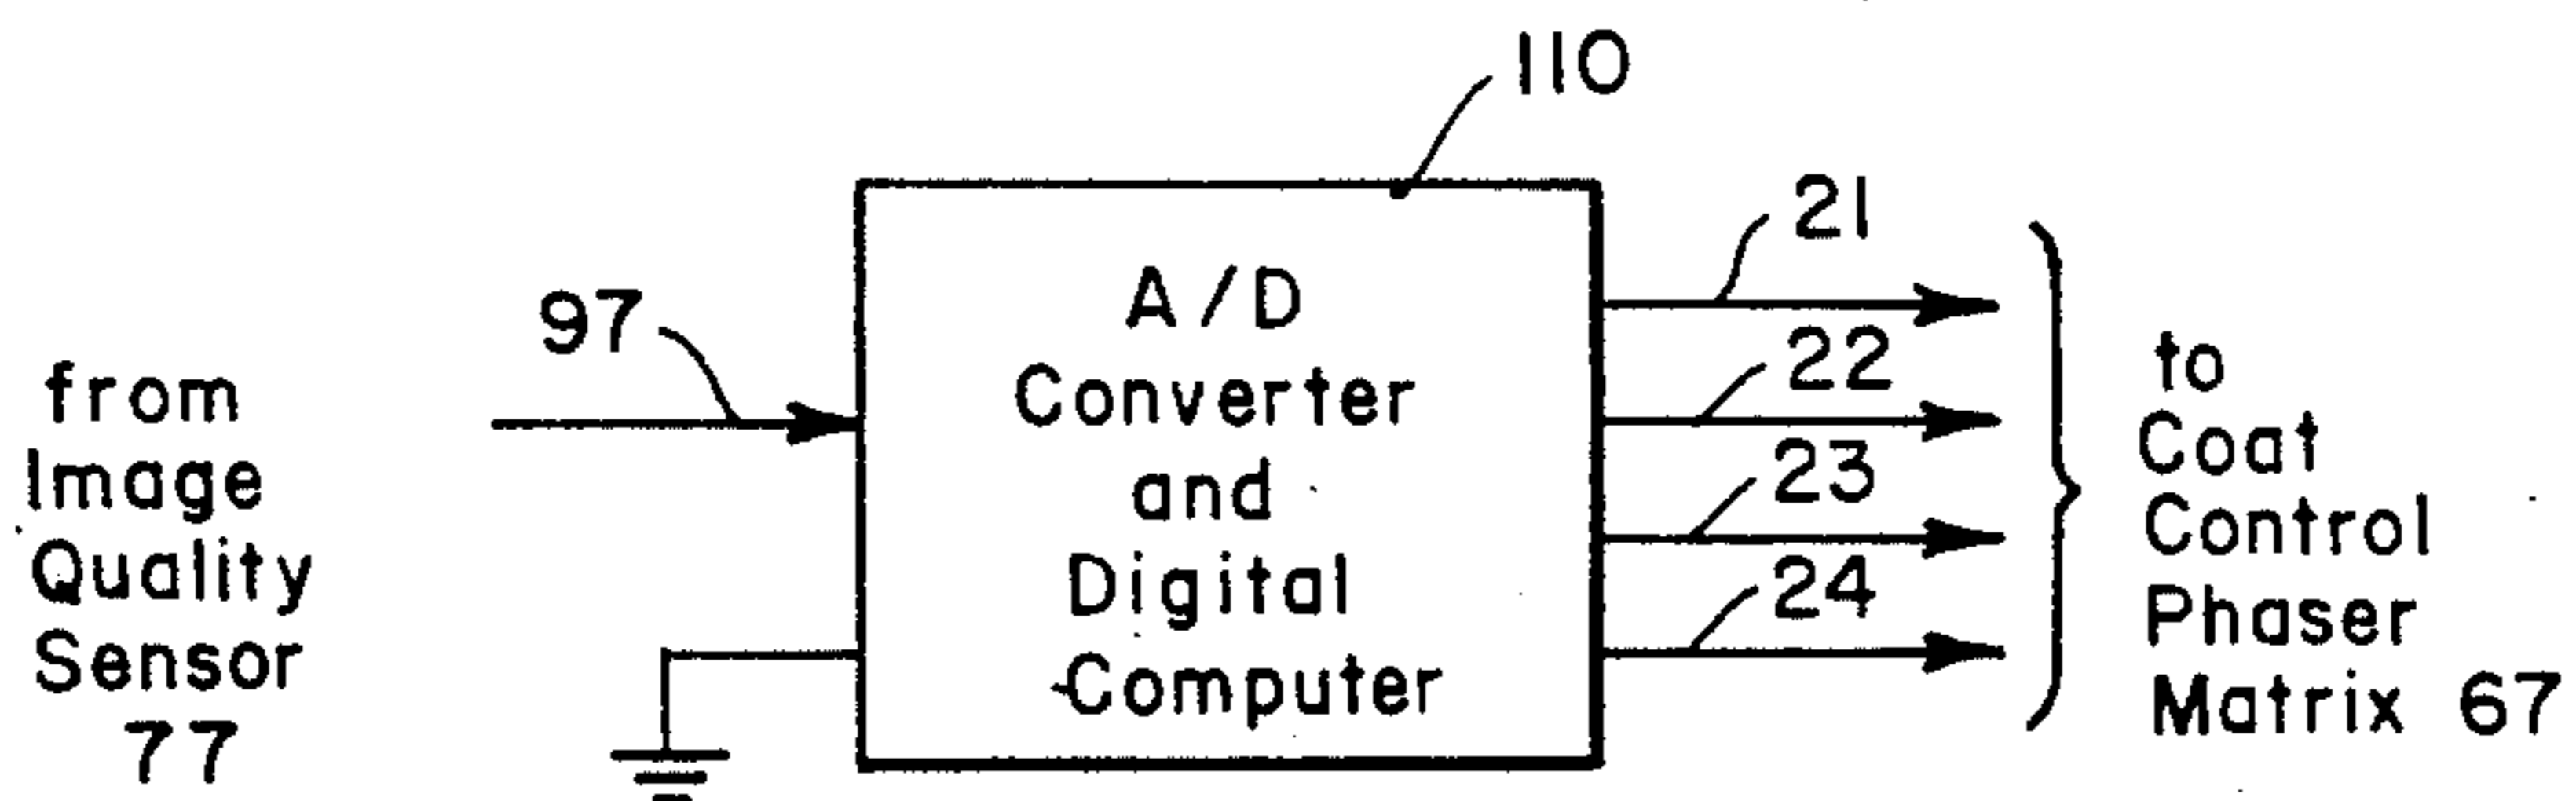 110
97
from
Image
Quality
Sensor
77
A/D
Converter
and
Digital
Computer
21
22
23
24
to
Coat
Control
Phaser
Matrix 67